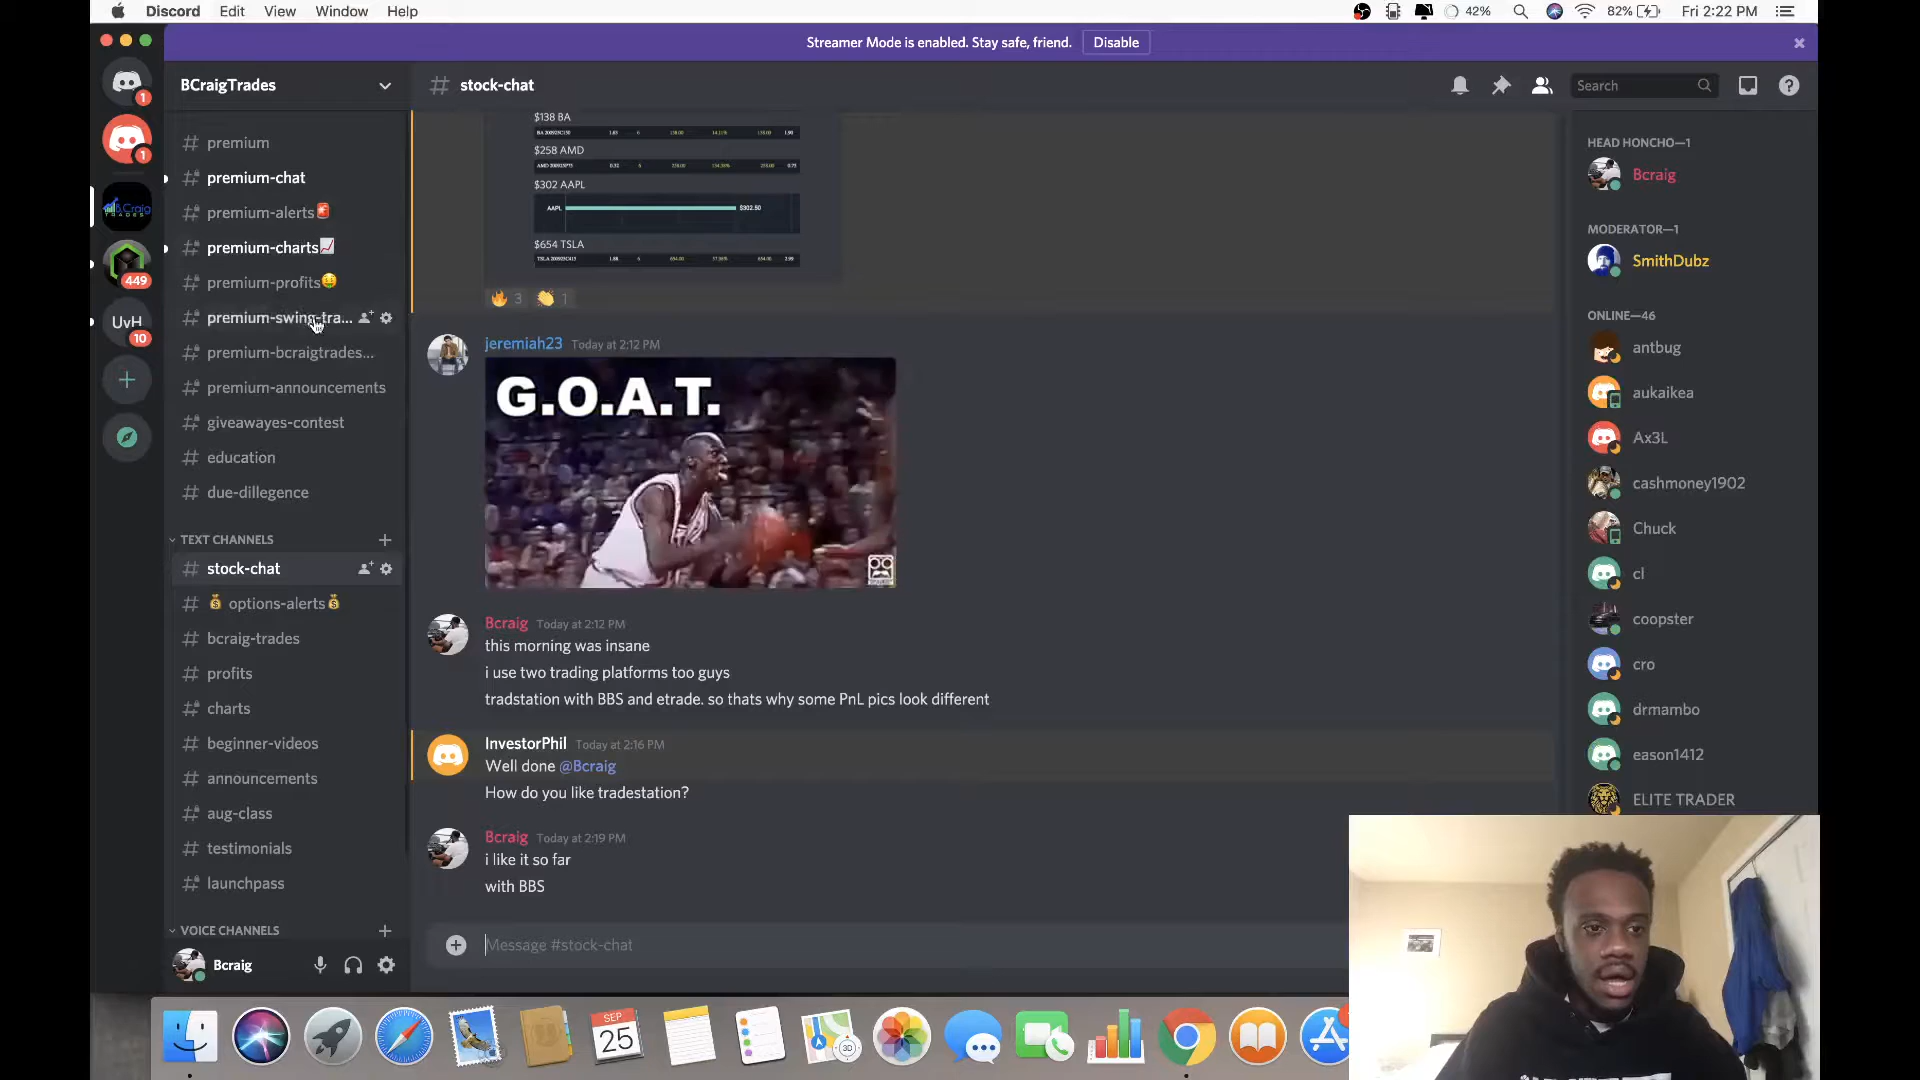 Discord Edit View Window Help
42% 82% Fri 2:22 PM
Streamer Mode is enabled. Stay safe, friend. Disable
BCraigTrades
# stock-chat
Search
1
1
449
UvH
10
premium
premium-chat
premium-alerts
premium-charts
premium-profits
premium-swing-tra...
premium-bcraigtrades...
premium-announcements
giveawayes-contest
education
due-dillegence
TEXT CHANNELS
stock-chat
options-alerts
bcraig-trades
profits
charts
beginner-videos
announcements
aug-class
testimonials
launchpass
VOICE CHANNELS
Bcraig
$138 BA
$258 AMD
$302 AAPL
AAPL $302.50
$654 TSLA
3 1
jeremiah23 Today at 2:12 PM
G.O.A.T.
Bcraig Today at 2:12 PM
this morning was insane
i use two trading platforms too guys
tradstation with BBS and etrade. so thats why some PnL pics look different
InvestorPhil Today at 2:16 PM
Well done @Bcraig
How do you like tradestation?
Bcraig Today at 2:19 PM
i like it so far
with BBS
Message #stock-chat
HEAD HONCHO—1
Bcraig
MODERATOR—1
SmithDubz
ONLINE—46
antbug
aukaikea
Ax3L
cashmoney1902
Chuck
cl
coopster
cro
drmambo
eason1412
ELITE TRADER
SEP
25
3D